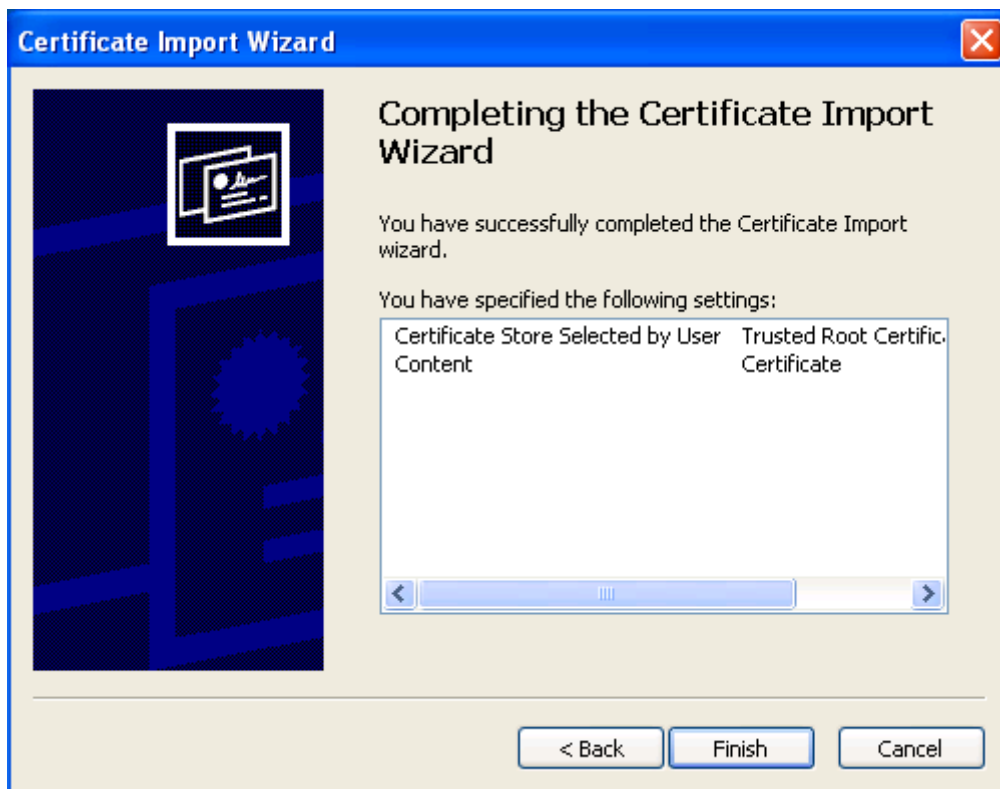 Certificate Import Wizard
Completing the Certificate Import
Wizard
You have successfully completed the Certificate Import
wizard.
You have specified the following settings:
Certificate Store Selected by User Trusted Root Certific
Content Certificate
< Back Finish Cancel